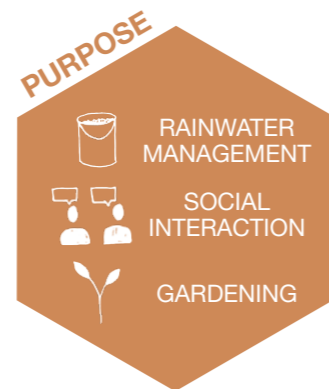 PURPOSE
RAINWATER
MANAGEMENT
SOCIAL
INTERACTION
GARDENING